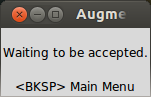 Augme
Waiting to be accepted.
<BKSP> Main Menu